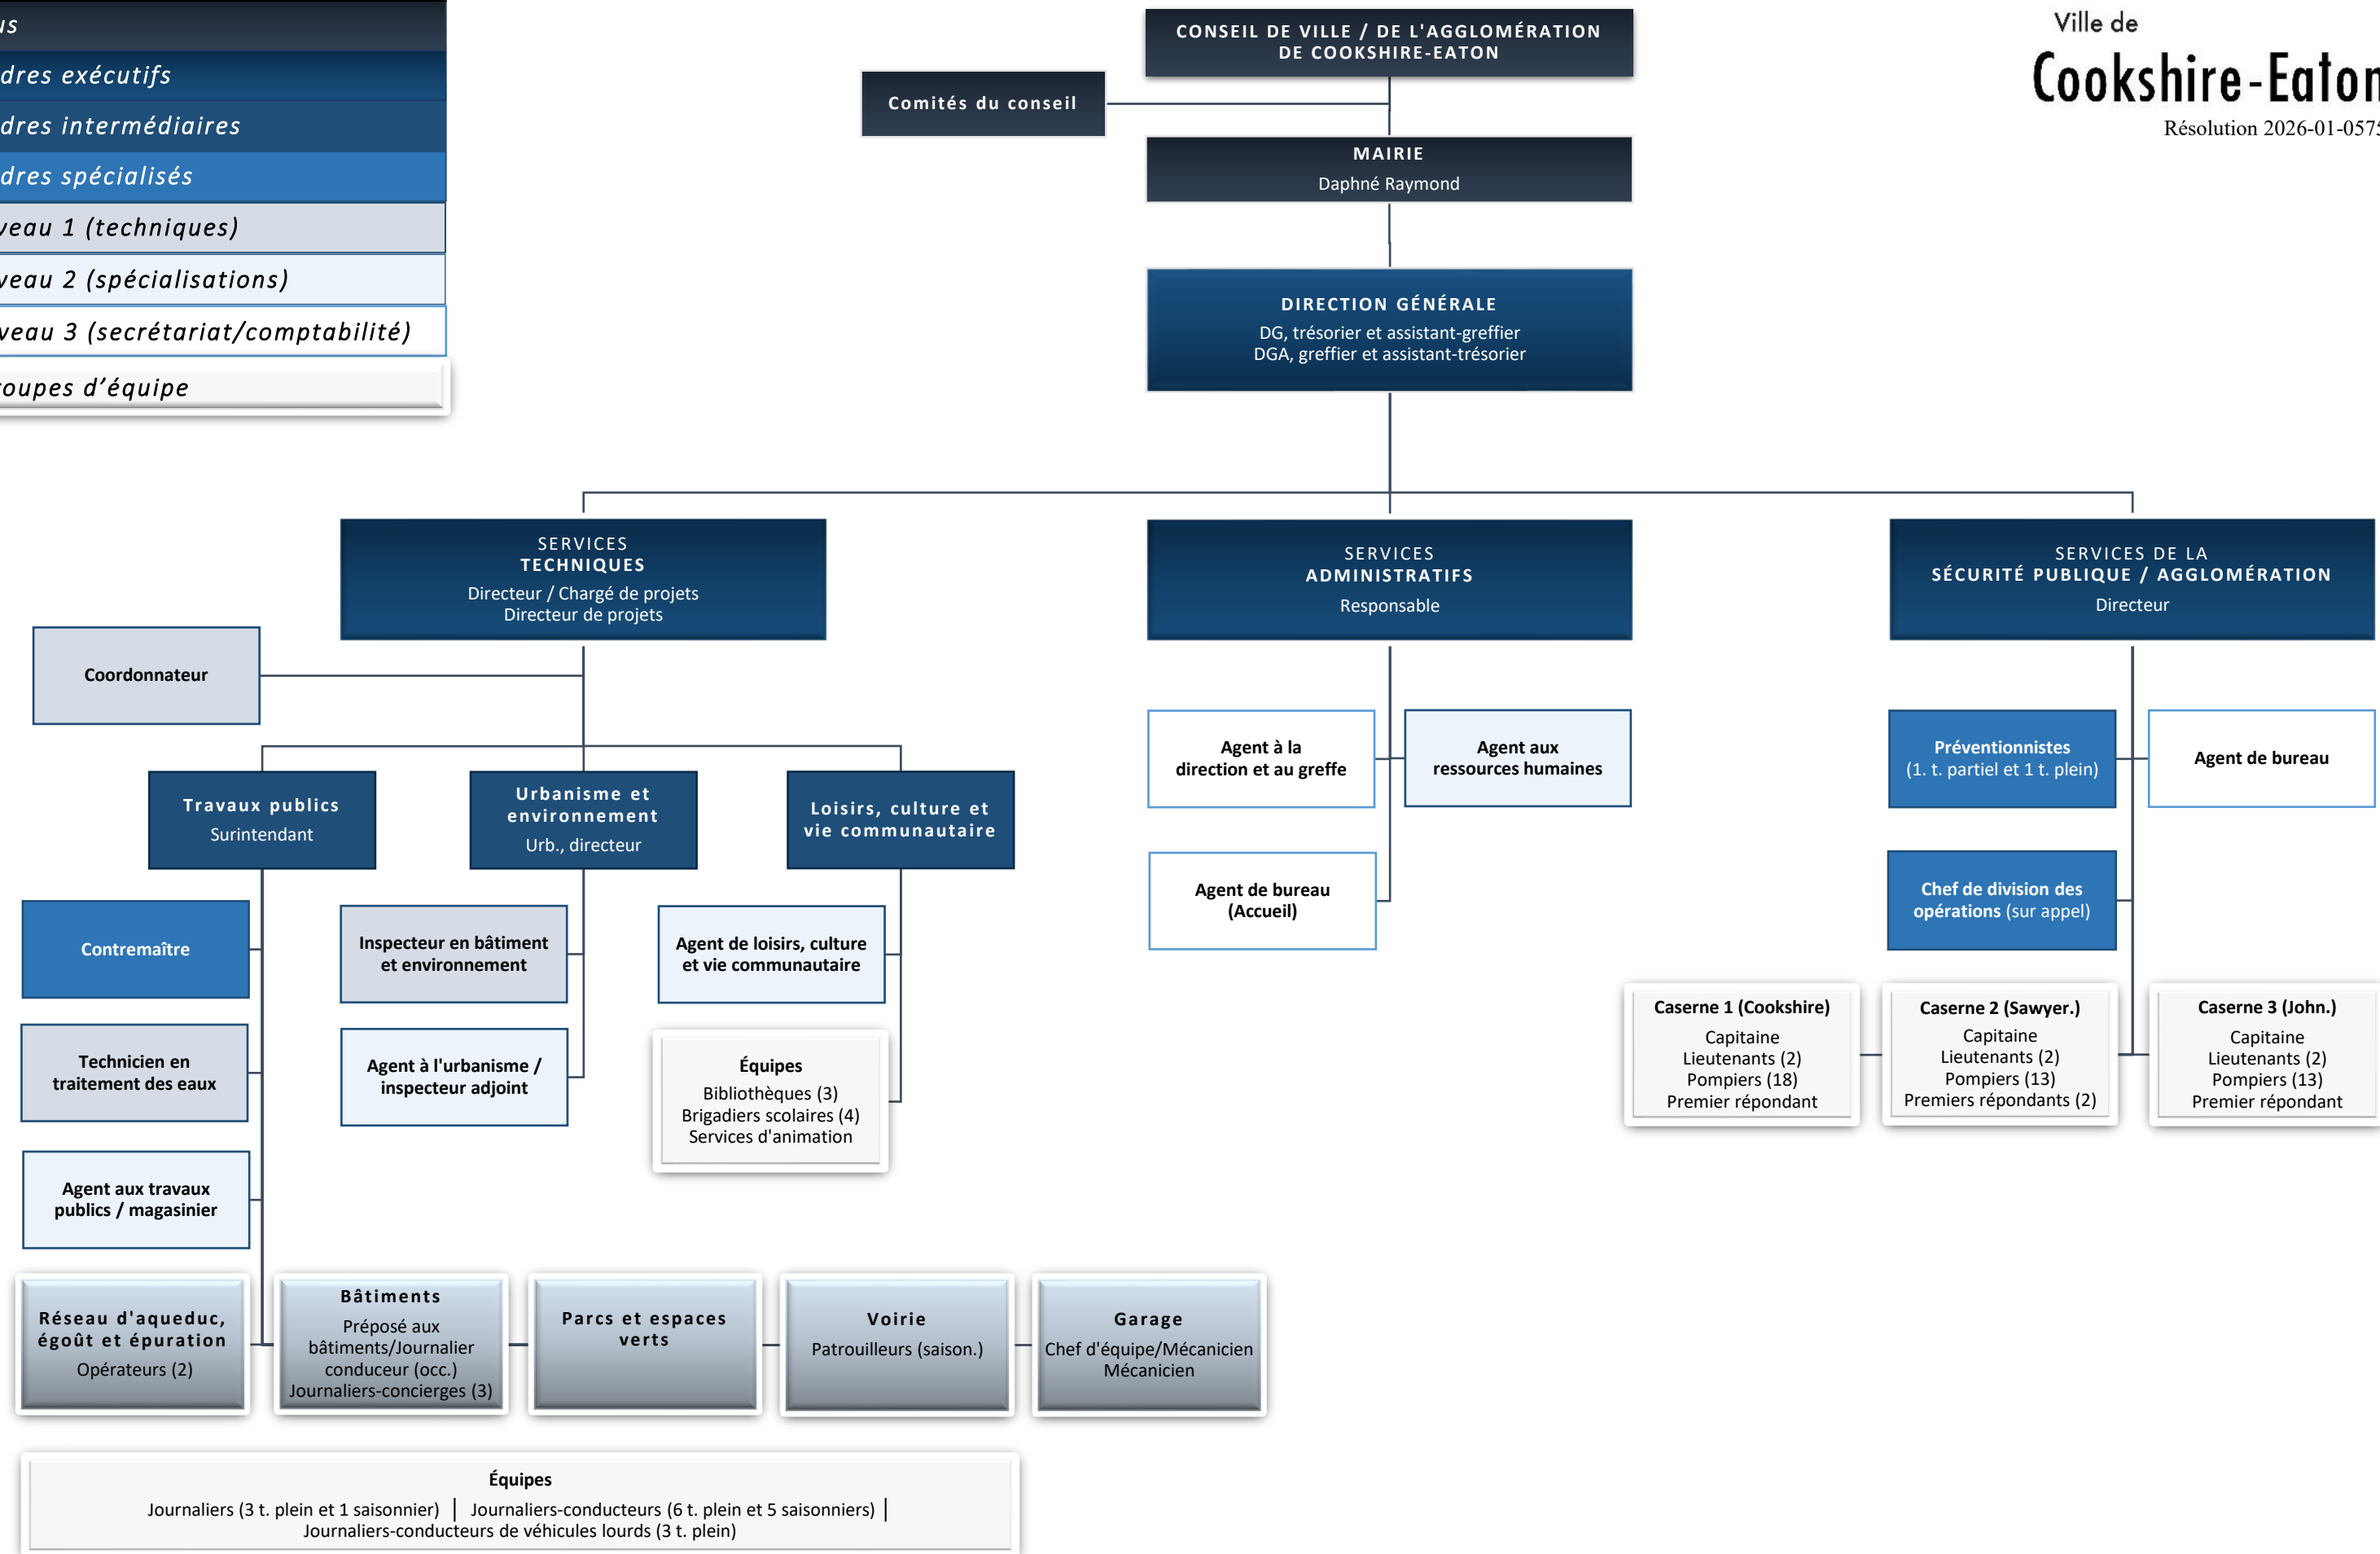 us
dres exécutifs
dres intermédiaires
dres spécialisés
veau 1 (techniques)
veau 2 (spécialisations)
veau 3 (secrétariat/comptabilité)
oupes d’équipe
CONSEIL DE VILLE / DE L'AGGLOMÉRATION
DE COOKSHIRE-EATON
Comités du conseil
MAIRIE
Daphné Raymond
Ville de
Cookshire-Eaton
Résolution 2026-01-0575
DIRECTION GÉNÉRALE
DG, trésorier et assistant-greffier
DGA, greffier et assistant-trésorier
SERVICES
TECHNIQUES
Directeur / Chargé de projets
Directeur de projets
SERVICES
ADMINISTRATIFS
Responsable
SERVICES DE LA
SÉCURITÉ PUBLIQUE / AGGLOMÉRATION
Directeur
Coordonnateur
Travaux publics
Surintendant
Urbanisme et
environnement
Urb., directeur
Loisirs, culture et
vie communautaire
Agent à la
direction et au greffe
Agent aux
ressources humaines
Agent de bureau
(Accueil)
Préventionnistes
(1. t. partiel et 1 t. plein)
Agent de bureau
Chef de division des
opérations (sur appel)
Contremaître
Technicien en
traitement des eaux
Agent aux travaux
publics / magasinier
Inspecteur en bâtiment
et environnement
Agent à l'urbanisme /
inspecteur adjoint
Agent de loisirs, culture
et vie communautaire
Équipes
Bibliothèques (3)
Brigadiers scolaires (4)
Services d'animation
Caserne 1 (Cookshire)
Capitaine
Lieutenants (2)
Pompiers (18)
Premier répondant
Caserne 2 (Sawyer.)
Capitaine
Lieutenants (2)
Pompiers (13)
Premiers répondants (2)
Caserne 3 (John.)
Capitaine
Lieutenants (2)
Pompiers (13)
Premier répondant
Réseau d'aqueduc,
égoût et épuration
Opérateurs (2)
Bâtiments
Préposé aux
bâtiments/Journalier
conduceur (occ.)
Journaliers-concierges (3)
Parcs et espaces
verts
Voirie
Patrouilleurs (saison.)
Garage
Chef d'équipe/Mécanicien
Mécanicien
Équipes
Journaliers (3 t. plein et 1 saisonnier) | Journaliers-conducteurs (6 t. plein et 5 saisonniers) |
Journaliers-conducteurs de véhicules lourds (3 t. plein)